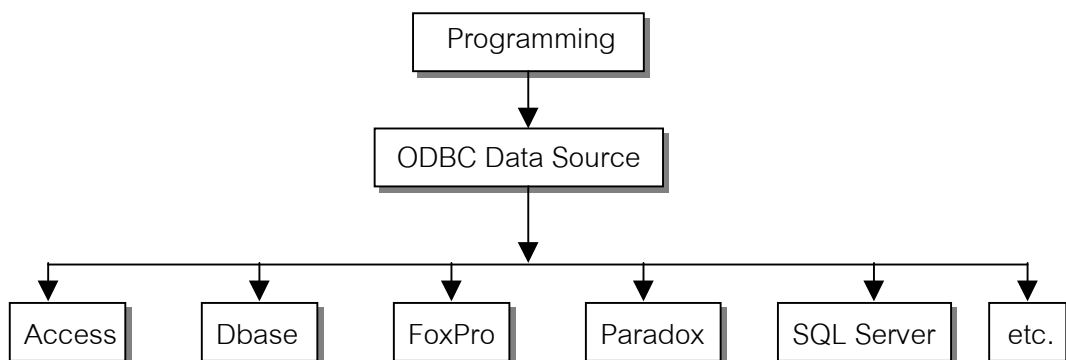 Programming
ODBC Data Source
Access Dbase FoxPro Paradox SQL Server etc.